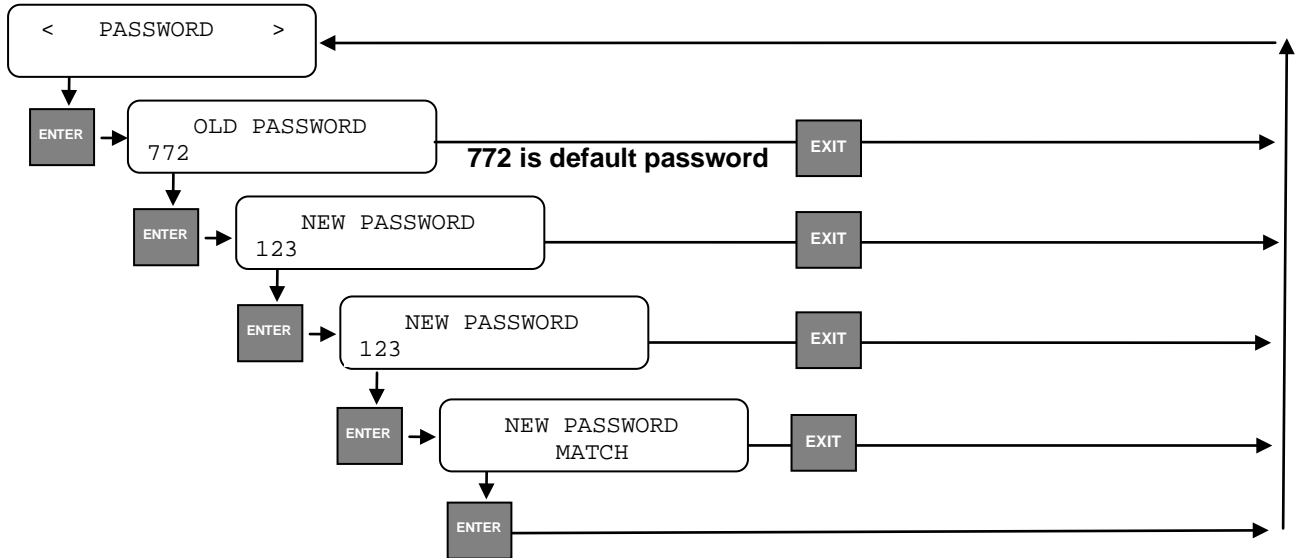 <    PASSWORD    >
ENTER
OLD PASSWORD
772
772 is default password
EXIT
ENTER
NEW PASSWORD
123
EXIT
ENTER
NEW PASSWORD
123
EXIT
ENTER
NEW PASSWORD
MATCH
EXIT
ENTER